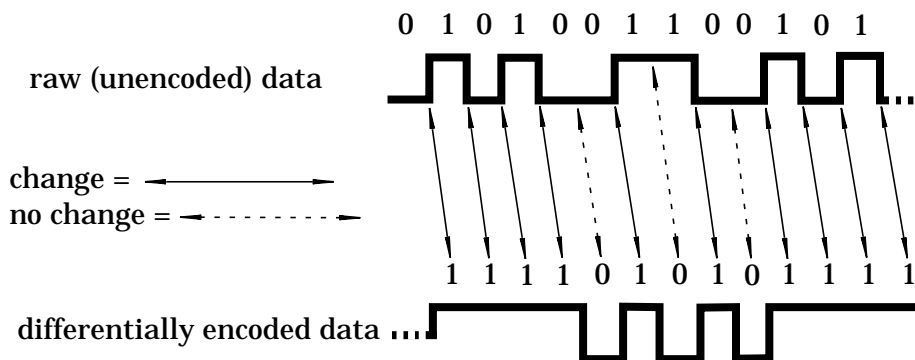 0 1 0 1 0 0 1 1 0 0 1 0 1
raw (unencoded) data
change =
no change =
1 1 1 1 0 1 0 1 0 1 1 1 1
differentially encoded data